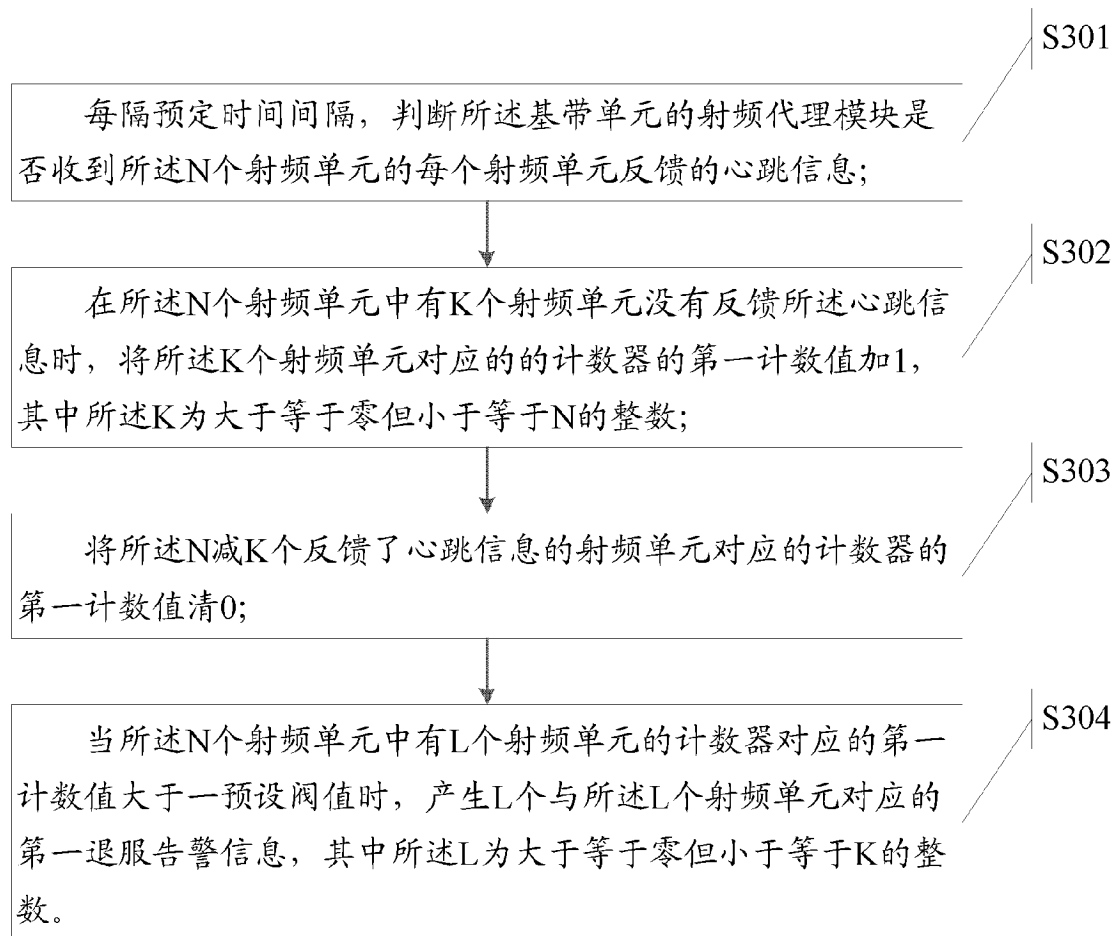 S301
每隔预定时间间隔，判断所述基带单元的射频代理模块是
否收到所述N个射频单元的每个射频单元反馈的心跳信息;
S302
在所述N个射频单元中有K个射频单元没有反馈所述心跳信
息时，将所述K个射频单元对应的的计数器的第一计数值加1，
其中所述K为大于等于零但小于等于N的整数;
S303
将所述N减K个反馈了心跳信息的射频单元对应的计数器的
第一计数值清0;
S304
当所述N个射频单元中有L个射频单元的计数器对应的第一
计数值大于一预设阀值时，产生L个与所述L个射频单元对应的
第一退服告警信息，其中所述L为大于等于零但小于等于K的整
数。